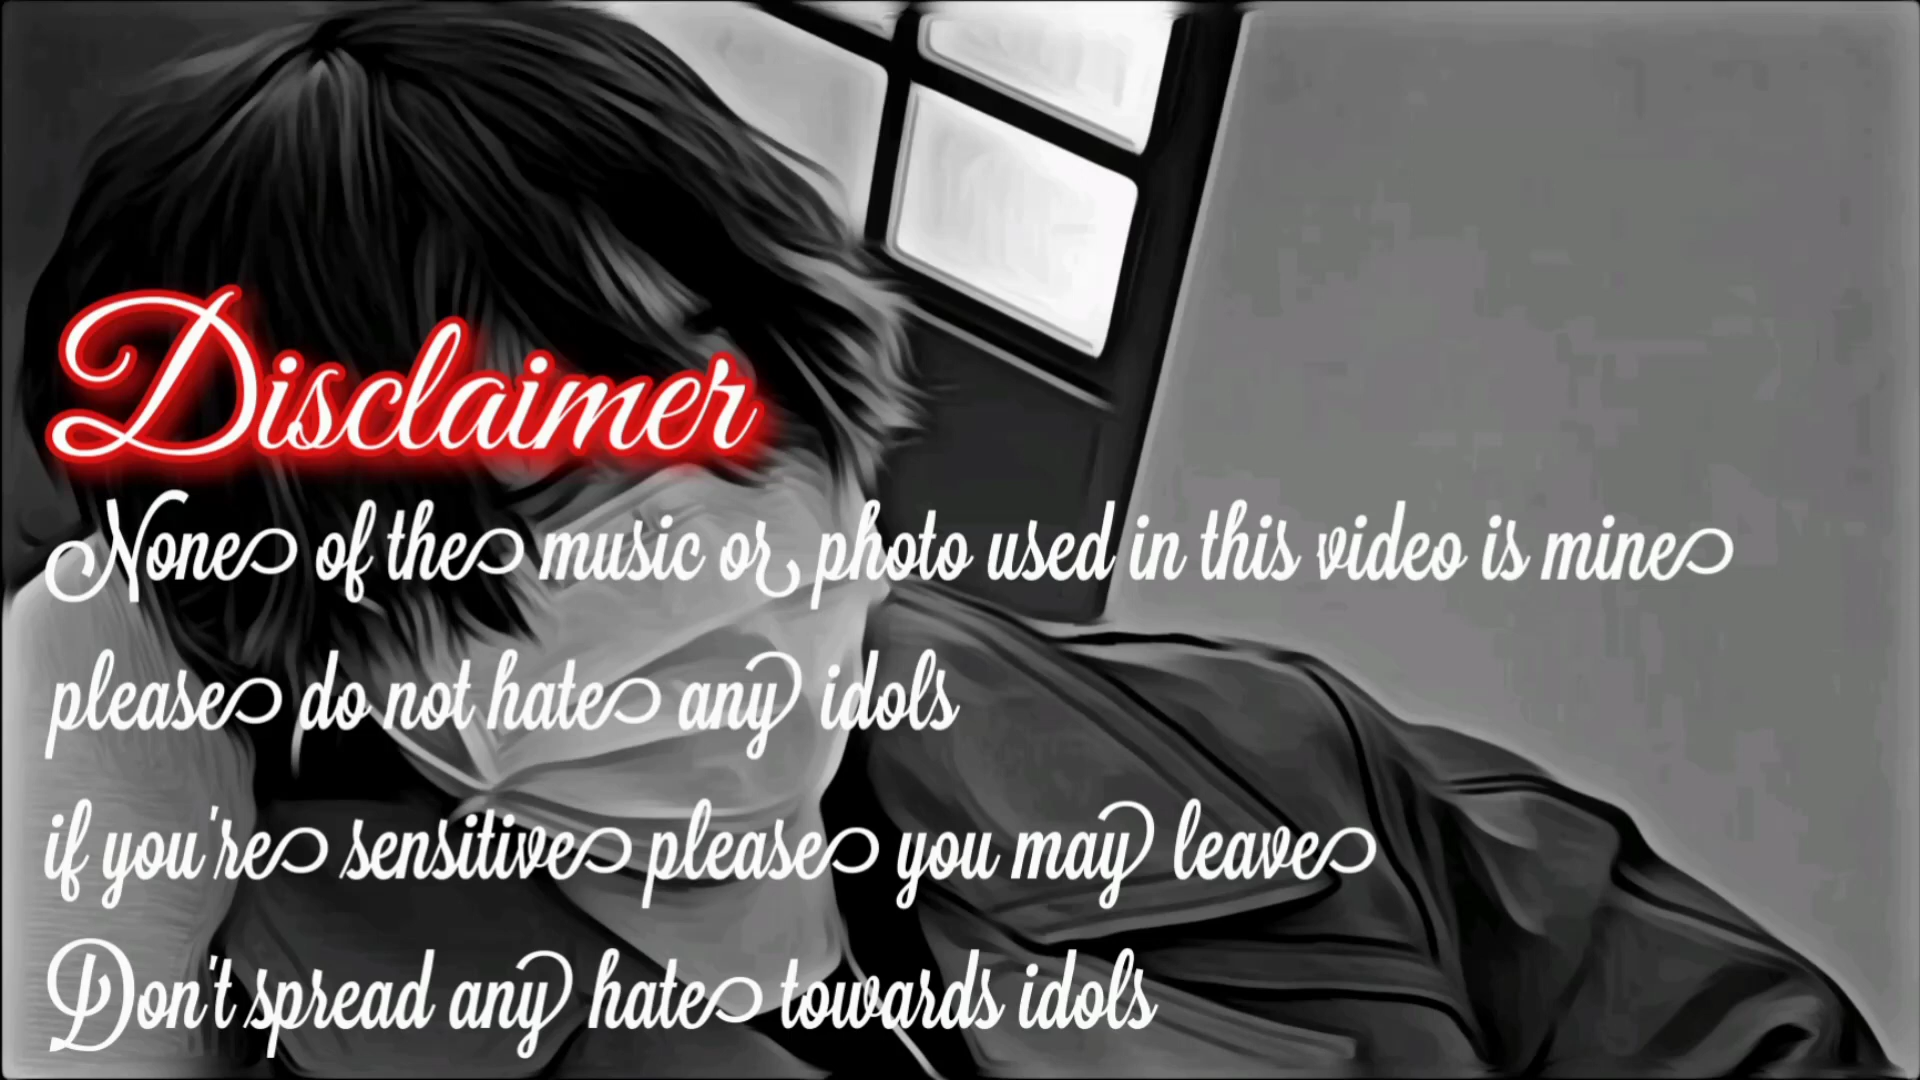 Disclaimer
None of the music or photo used in this video is mine
please do not hate any idols
if you're sensitive please you may leave
Don't spread any hate towards idols